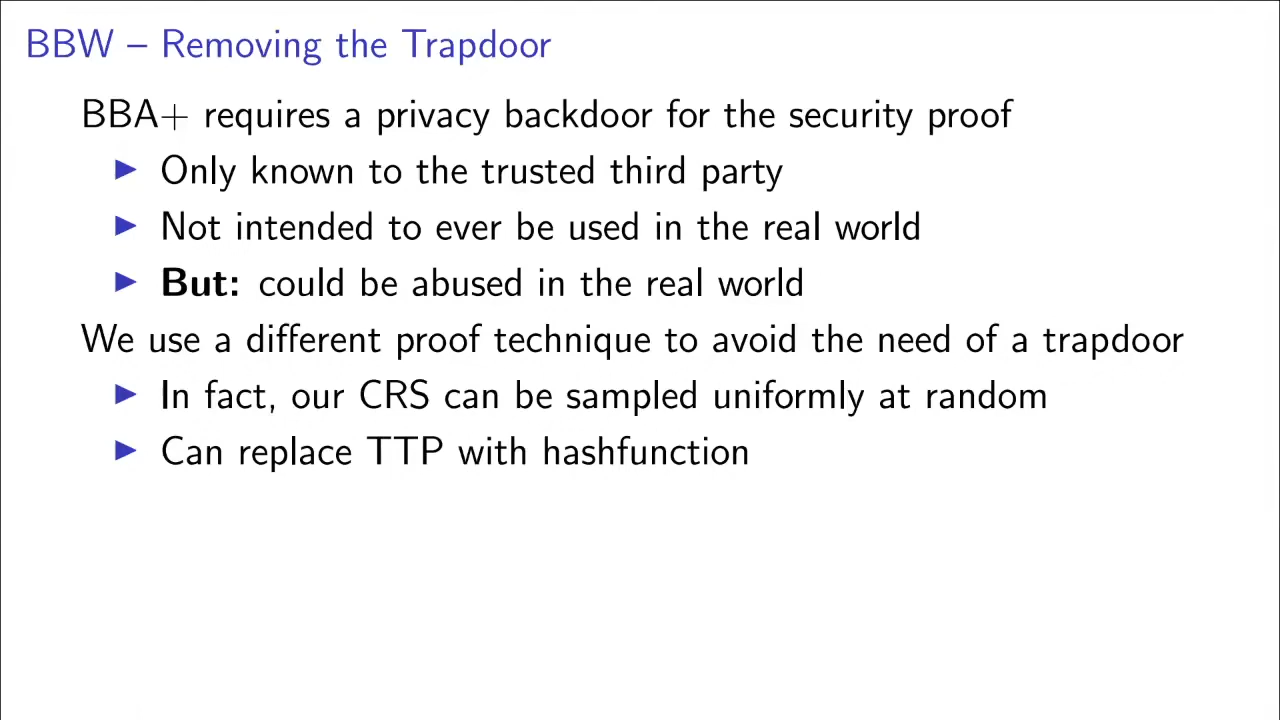 BBW – Removing the Trapdoor
BBA+ requires a privacy backdoor for the security proof
▶ Only known to the trusted third party
▶ Not intended to ever be used in the real world
▶ But: could be abused in the real world
We use a different proof technique to avoid the need of a trapdoor
▶ In fact, our CRS can be sampled uniformly at random
▶ Can replace TTP with hashfunction